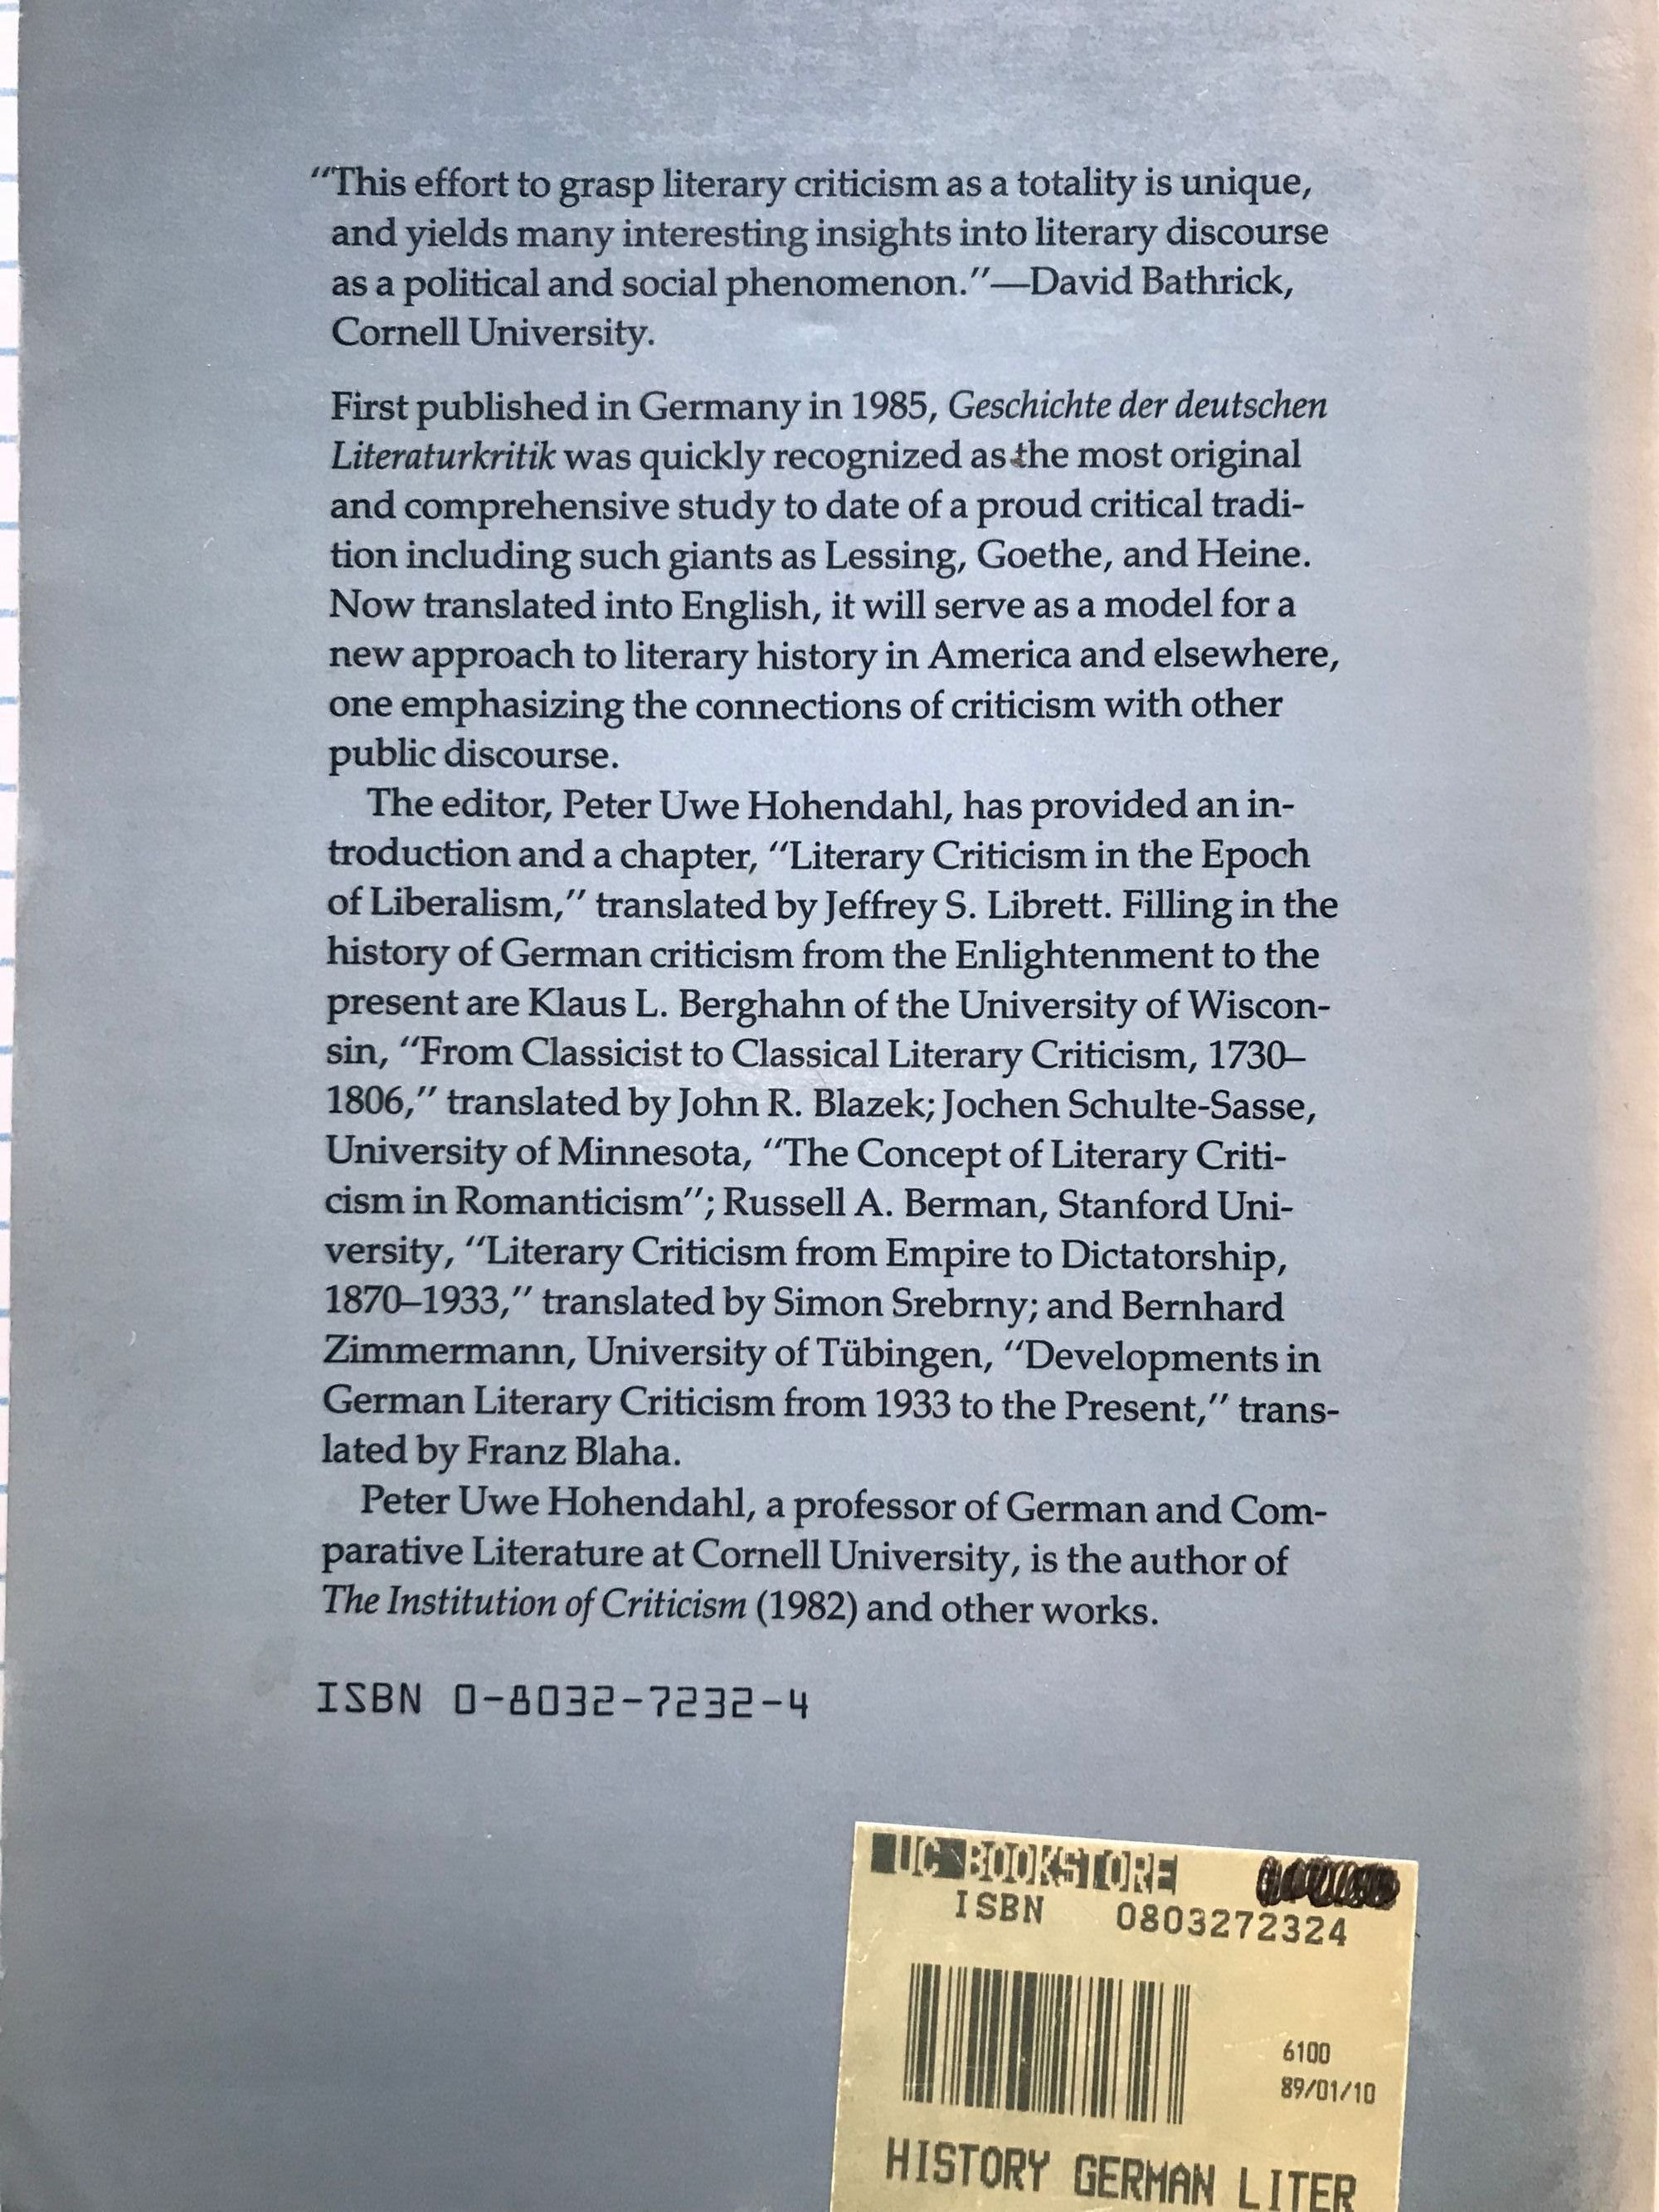 "This effort to grasp literary criticism as a totality is unique,
and yields many interesting insights into literary discourse
as a political and social phenomenon."—David Bathrick,
Cornell University.
First published in Germany in 1985, Geschichte der deutschen
Literaturkritik was quickly recognized as the most original
and comprehensive study to date of a proud critical tradi-
tion including such giants as Lessing, Goethe, and Heine.
Now translated into English, it will serve as a model for a
new approach to literary history in America and elsewhere,
one emphasizing the connections of criticism with other
public discourse.
The editor, Peter Uwe Hohendahl, has provided an in-
troduction and a chapter, "Literary Criticism in the Epoch
of Liberalism," translated by Jeffrey S. Librett. Filling in the
history of German criticism from the Enlightenment to the
present are Klaus L. Berghahn of the University of Wiscon-
sin, "From Classicist to Classical Literary Criticism, 1730–
1806," translated by John R. Blazek; Jochen Schulte-Sasse,
University of Minnesota, "The Concept of Literary Criti-
cism in Romanticism"; Russell A. Berman, Stanford Uni-
versity, "Literary Criticism from Empire to Dictatorship,
1870–1933," translated by Simon Srebrny; and Bernhard
Zimmermann, University of Tübingen, "Developments in
German Literary Criticism from 1933 to the Present," trans-
lated by Franz Blaha.
Peter Uwe Hohendahl, a professor of German and Com-
parative Literature at Cornell University, is the author of
The Institution of Criticism (1982) and other works.
ISBN 0-8032-7232-4
UC BOOKSTORE
ISBN 0803272324
6100
89/01/10
HISTORY GERMAN LITER